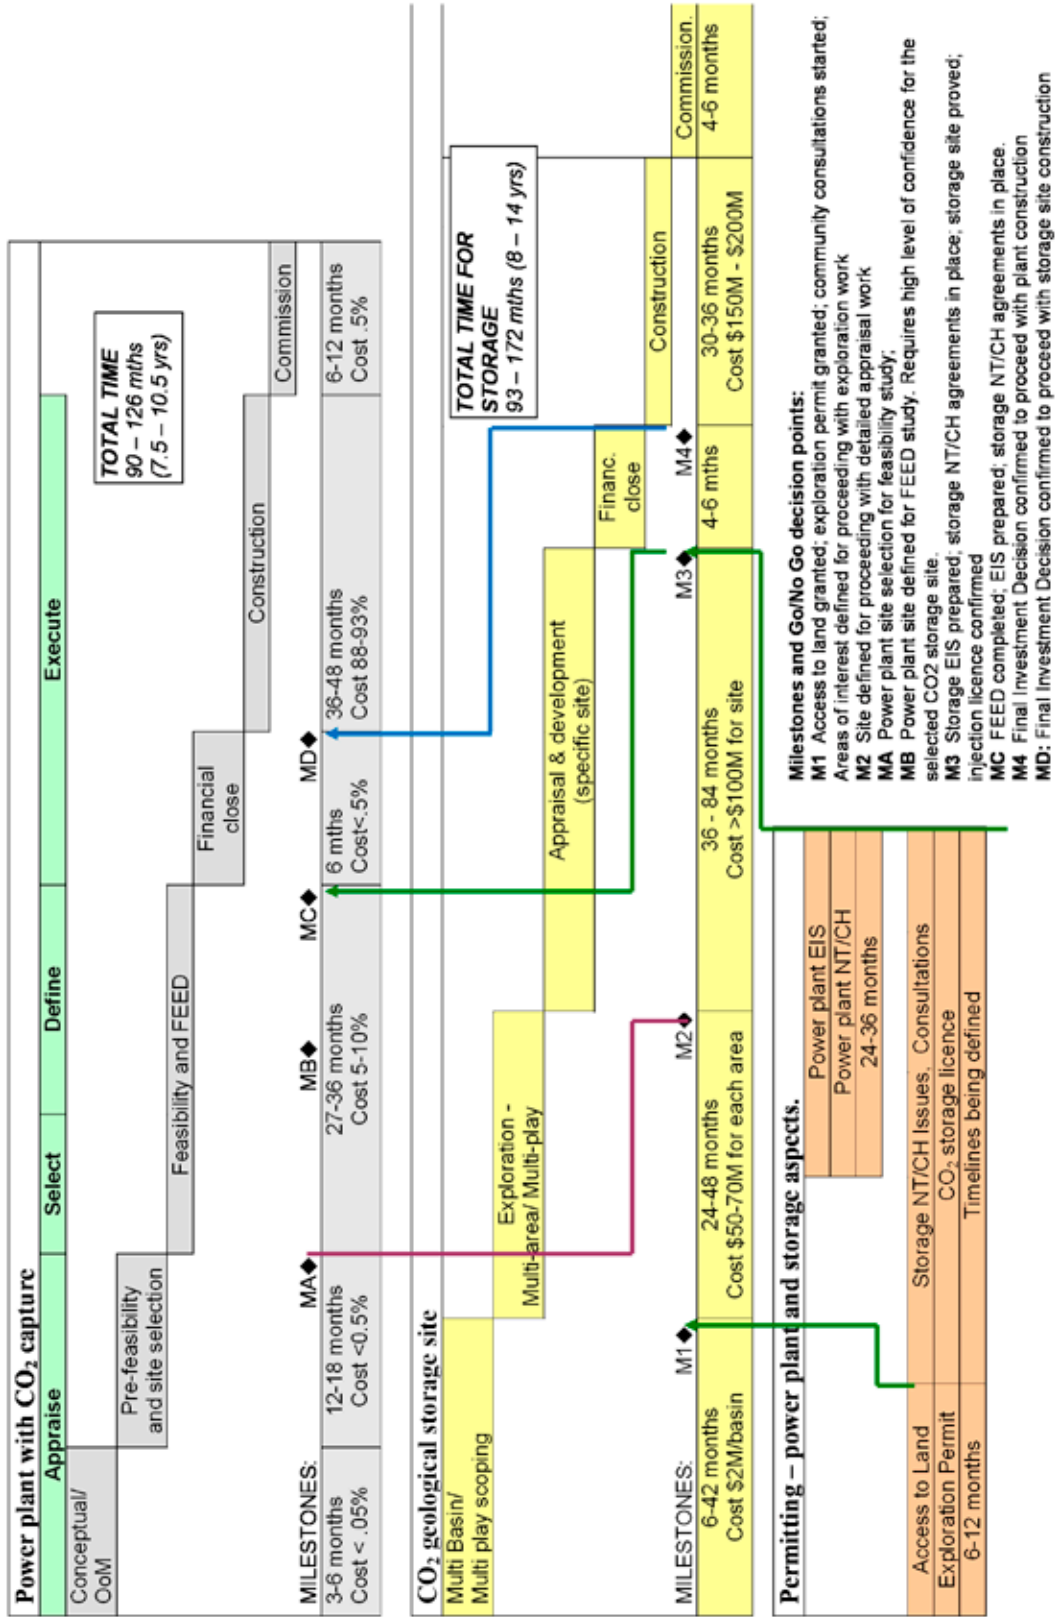 Power plant with CO₂ capture
Appraise
Select
Define
Execute
Conceptual/
OoM
Pre-feasibility
and site selection
Feasibility and FEED
Financial
close
Construction
Commission
TOTAL TIME
90 – 126 mths
(7.5 – 10.5 yrs)
MILESTONES:
MA◆
MB◆
MC◆
MD◆
3-6 months
Cost < .05%
12-18 months
Cost <0.5%
27-36 months
Cost 5-10%
6 mths
Cost<.5%
36-48 months
Cost 88-93%
6-12 months
Cost .5%
CO₂ geological storage site
Multi Basin/
Multi play scoping
Exploration -
Multi-area/ Multi-play
Appraisal & development
(specific site)
Financ.
close
Construction
Commission.
TOTAL TIME FOR
STORAGE
93 – 172 mths (8 – 14 yrs)
MILESTONES:
M1◆
M2◆
M3◆
M4◆
6-42 months
Cost $2M/basin
24-48 months
Cost $50-70M for each area
36 - 84 months
Cost >$100M for site
4-6 mths
30-36 months
Cost $150M - $200M
4-6 months
Permitting – power plant and storage aspects.
Power plant EIS
Power plant NT/CH
24-36 months
Access to Land
Exploration Permit
6-12 months
Storage NT/CH Issues, Consultations
CO₂ storage licence
Timelines being defined
Milestones and Go/No Go decision points:
M1 Access to land granted; exploration permit granted; community consultations started;
Areas of interest defined for proceeding with exploration work
M2 Site defined for proceeding with detailed appraisal work
MA Power plant site selection for feasibility study;
MB Power plant site defined for FEED study. Requires high level of confidence for the
selected CO2 storage site.
M3 Storage EIS prepared; storage NT/CH agreements in place; storage site proved;
injection licence confirmed
MC FEED completed; EIS prepared; storage NT/CH agreements in place.
M4 Final Investment Decision confirmed to proceed with plant construction
MD: Final Investment Decision confirmed to proceed with storage site construction